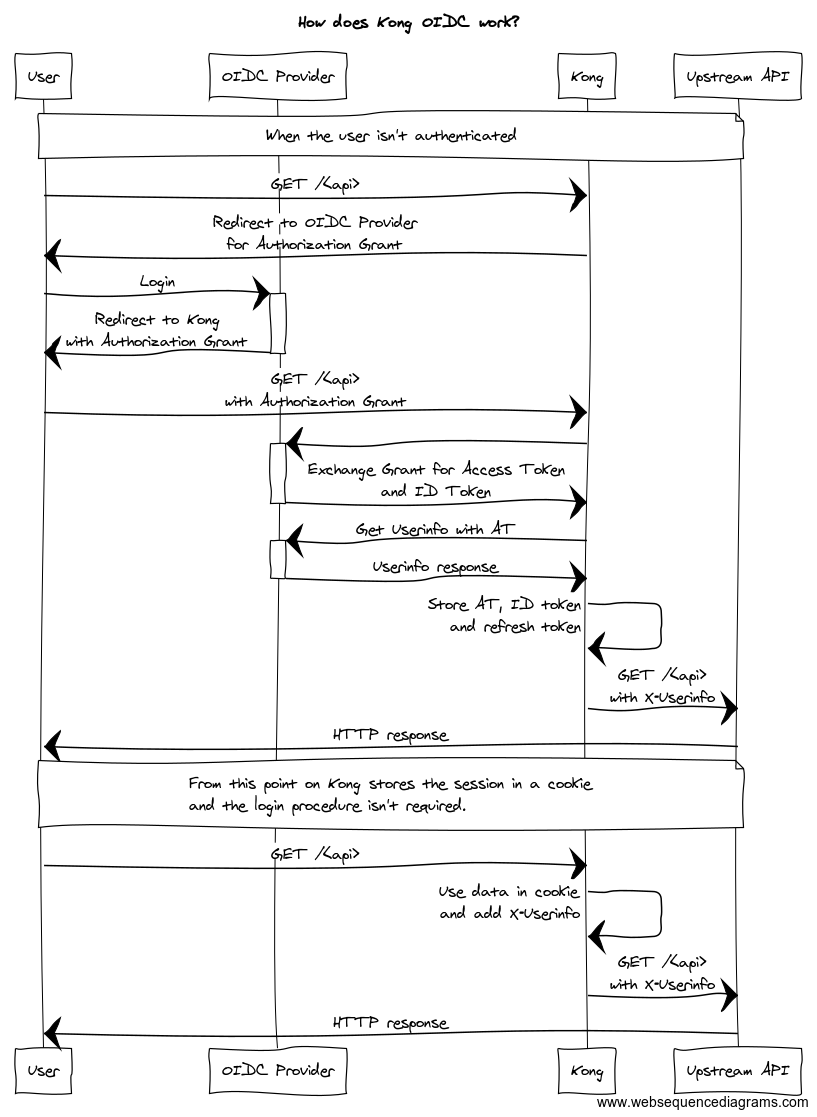 How does Kong OIDC work?
User
OIDC Provider
Kong
Upstream API
When the user isn't authenticated
GET /<api>
Redirect to OIDC Provider
for Authorization Grant
Login
Redirect to Kong
with Authorization Grant
GET /<api>
with Authorization Grant
Exchange Grant for Access Token
and ID Token
Get Userinfo with AT
Userinfo response
Store AT, ID token
and refresh token
GET /<api>
with X-Userinfo
HTTP response
From this point on Kong stores the session in a cookie
and the login procedure isn't required.
GET /<api>
Use data in cookie
and add X-Userinfo
GET /<api>
with X-Userinfo
HTTP response
User
OIDC Provider
Kong
Upstream API
www.websequencediagrams.com